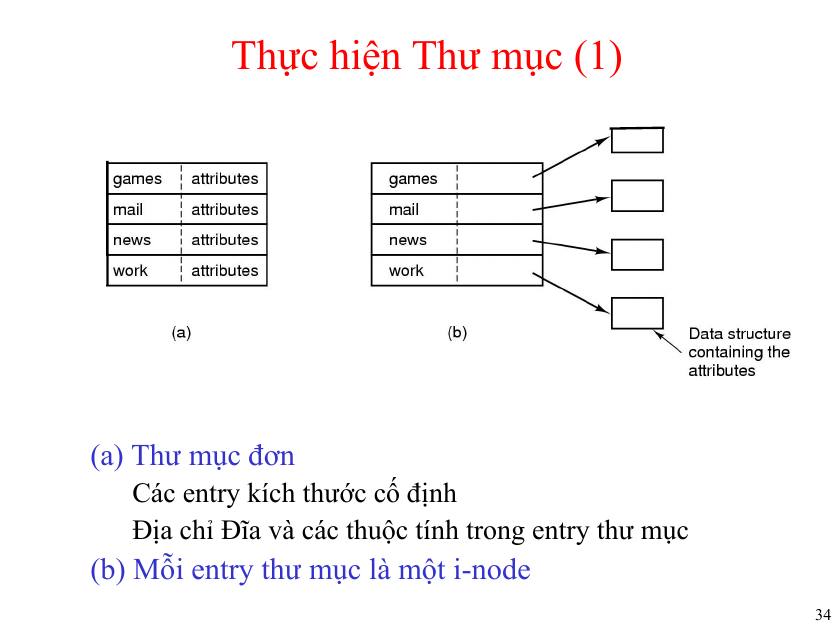 Thực hiện Thư mục (1)
games attributes
mail attributes
news attributes
work attributes
(a)
games
mail
news
work
(b)
Data structure
containing the
attributes
(a) Thư mục đơn
Các entry kích thước cố định
Địa chỉ Đĩa và các thuộc tính trong entry thư mục
(b) Mỗi entry thư mục là một i-node
34